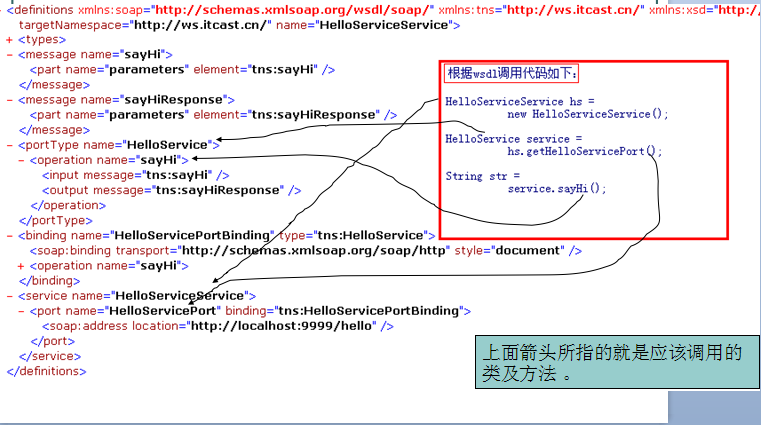 <definitions xmlns:soap="http://schemas.xmlsoap.org/wsdl/soap/" xmlns:tns="http://ws.itcast.cn/" xmlns:xsd="http
targetNamespace="http://ws.itcast.cn/" name="HelloServiceService">
+ <types>
- <message name="sayHi">
<part name="parameters" element="tns:sayHi" />
</message>
- <message name="sayHiResponse">
<part name="parameters" element="tns:sayHiResponse" />
</message>
- <portType name="HelloService">
- <operation name="sayHi">
<input message="tns:sayHi" />
<output message="tns:sayHiResponse" />
</operation>
</portType>
- <binding name="HelloServicePortBinding" type="tns:HelloService">
<soap:binding transport="http://schemas.xmlsoap.org/soap/http" style="document" />
+ <operation name="sayHi">
</binding>
- <service name="HelloServiceService">
- <port name="HelloServicePort" binding="tns:HelloServicePortBinding">
<soap:address location="http://localhost:9999/hello" />
</port>
</service>
</definitions>
根据wsdl调用代码如下:
HelloServiceService hs =
new HelloServiceService();
HelloService service =
hs.getHelloServicePort();
String str =
service.sayHi();
上面箭头所指的就是应该调用的
类及方法 。